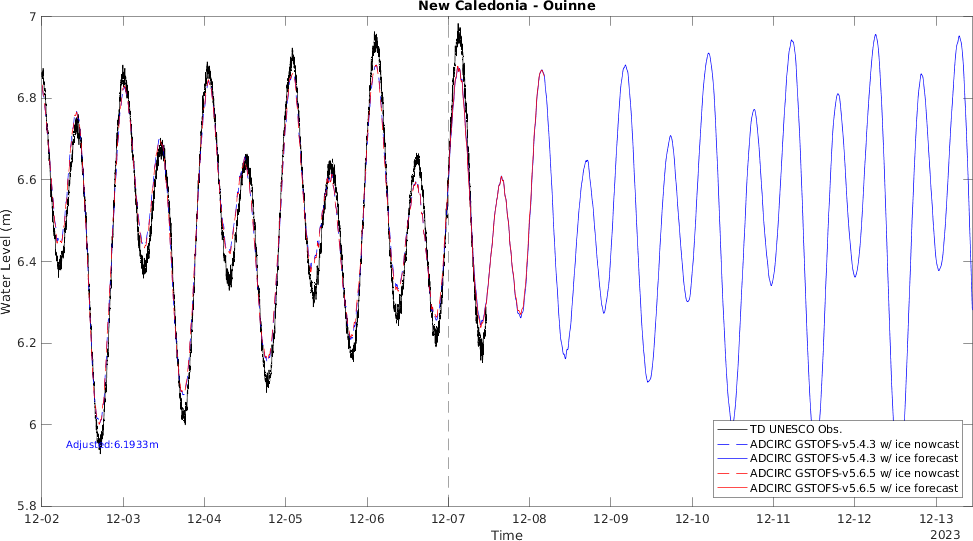 New Caledonia - Ouinne
7
6.8
6.6
6.4
6.2
6
5.8
Water Level (m)
Adjusted:6.1933m
TD UNESCO Obs.
ADCIRC GSTOFS-v5.4.3 w/ ice nowcast
ADCIRC GSTOFS-v5.4.3 w/ ice forecast
ADCIRC GSTOFS-v5.6.5 w/ ice nowcast
ADCIRC GSTOFS-v5.6.5 w/ ice forecast
12-02 12-03 12-04 12-05 12-06 12-07 12-08 12-09 12-10 12-11 12-12 12-13
Time
2023